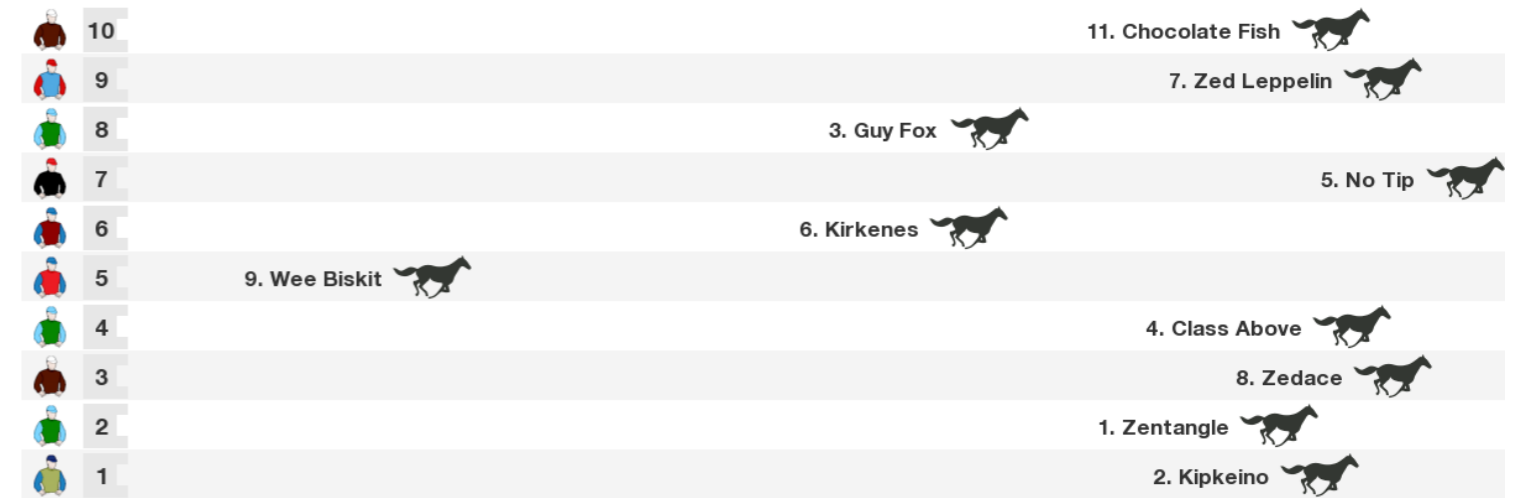 10 11. Chocolate Fish
9 7. Zed Leppelin
8 3. Guy Fox
7 5. No Tip
6 6. Kirkenes
5 9. Wee Biskit
4 4. Class Above
3 8. Zedace
2 1. Zentangle
1 2. Kipkeino